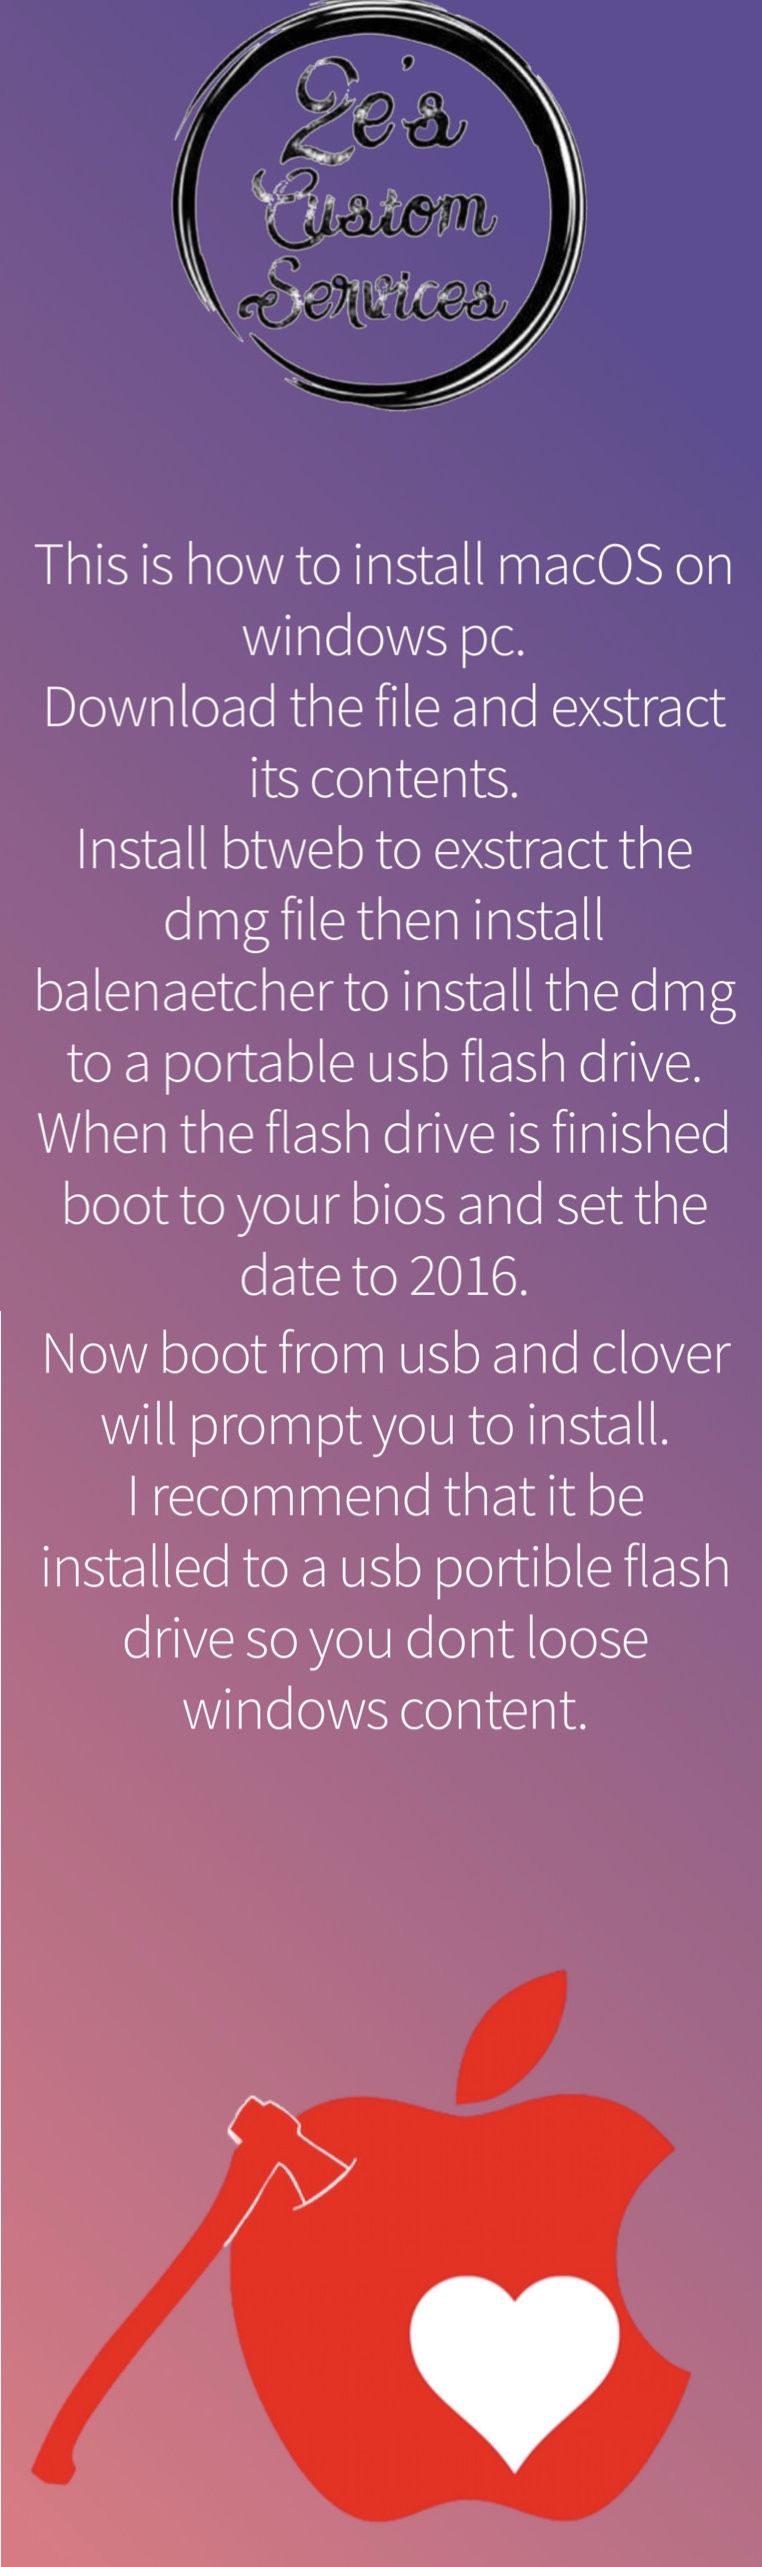 2e's
Custom
Services
This is how to install macOS on
windows pc.
Download the file and exstract
its contents.
Install btweb to exstract the
dmg file then install
balenaetcher to install the dmg
to a portable usb flash drive.
When the flash drive is finished
boot to your bios and set the
date to 2016.
Now boot from usb and clover
will prompt you to install.
I recommend that it be
installed to a usb portible flash
drive so you dont loose
windows content.